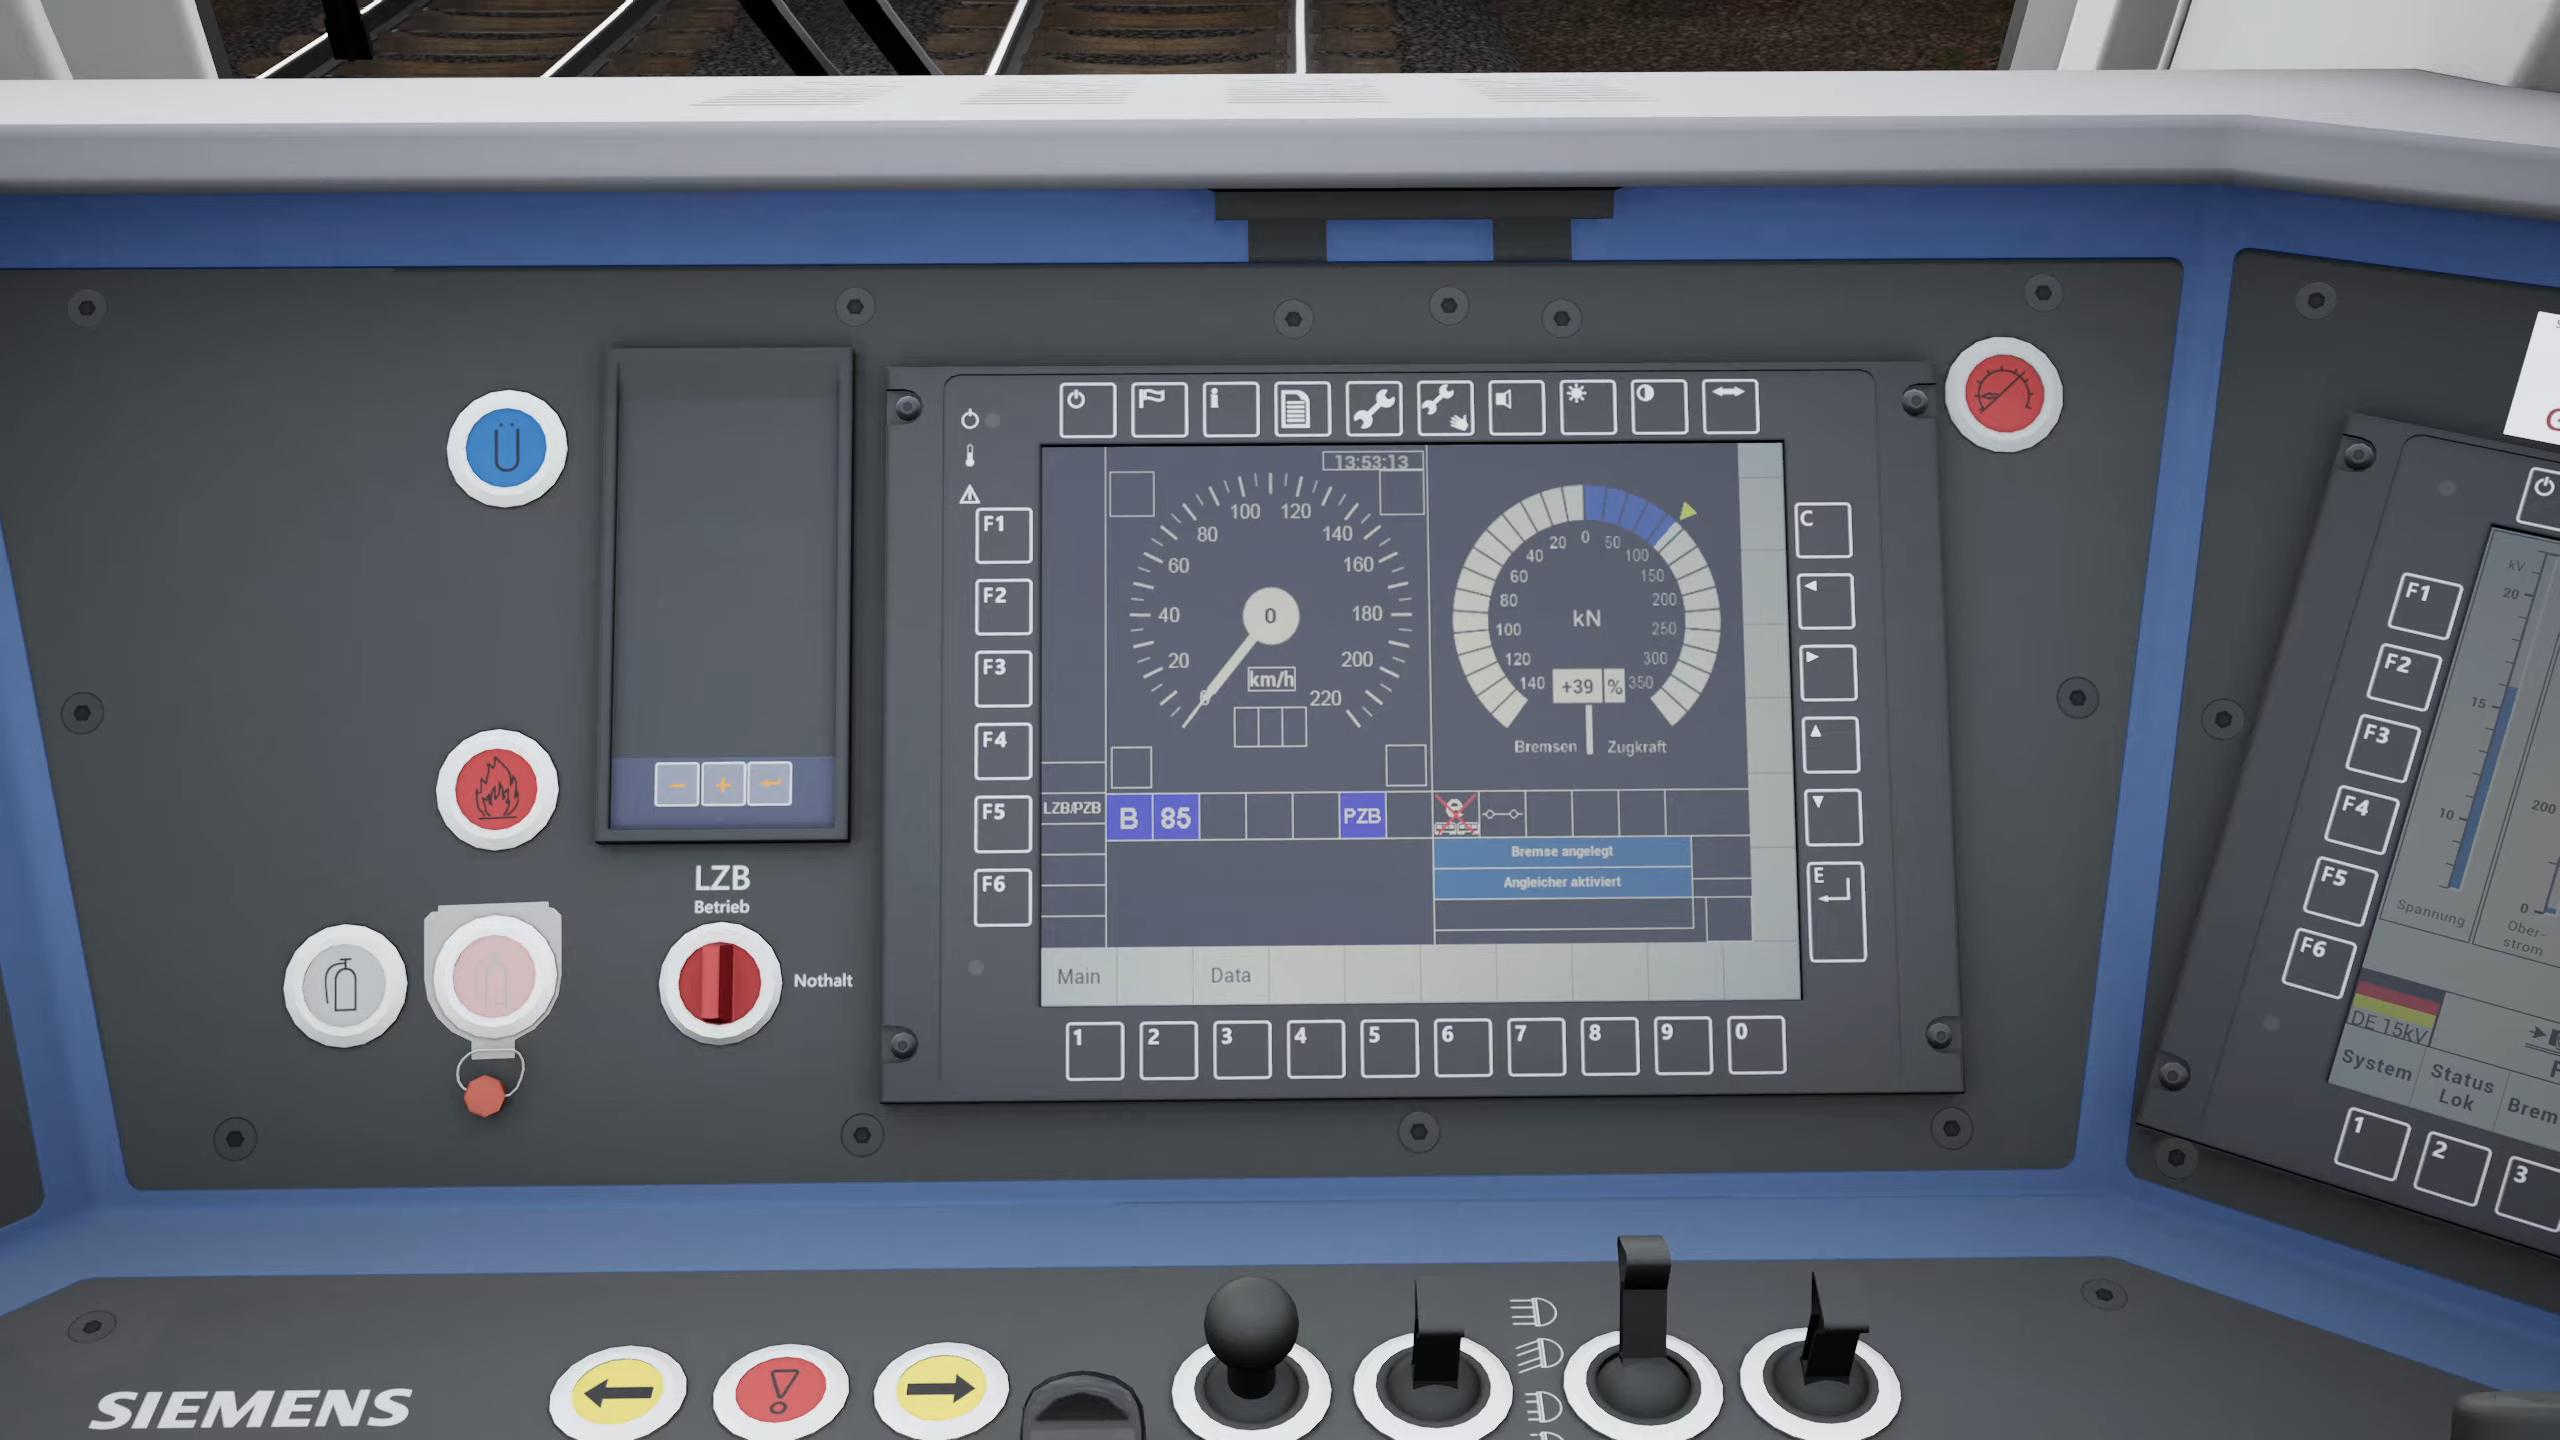 13:53:13
Ü
F1
F2
F3
F4
F5
F6
0
20
40
60
80
100
120
140
160
180
200
220
0
km/h
140
120
100
80
60
40
20
0
50
100
150
200
250
300
350
kN
+39 %
Bremsen Zugkraft
C
E
LZB/PZB
B 85 PZB
Bremse angelegt
Angleicher aktiviert
Main Data
1 2 3 4 5 6 7 8 9 0
LZB
Betrieb
Nothalt
F1
F2
F3
F4
F5
F6
kV
20
15
10
200
0
Spannung
Ober-
strom
DE 15kV
System
Status
Lok
Brem
1 2 3
SIEMENS